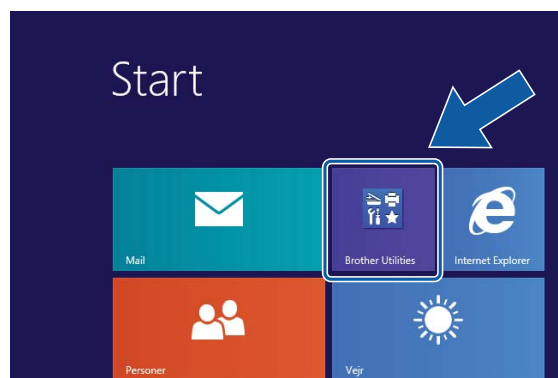 Start
Mail
Brother Utilities
Internet Explorer
Personer
Vejr